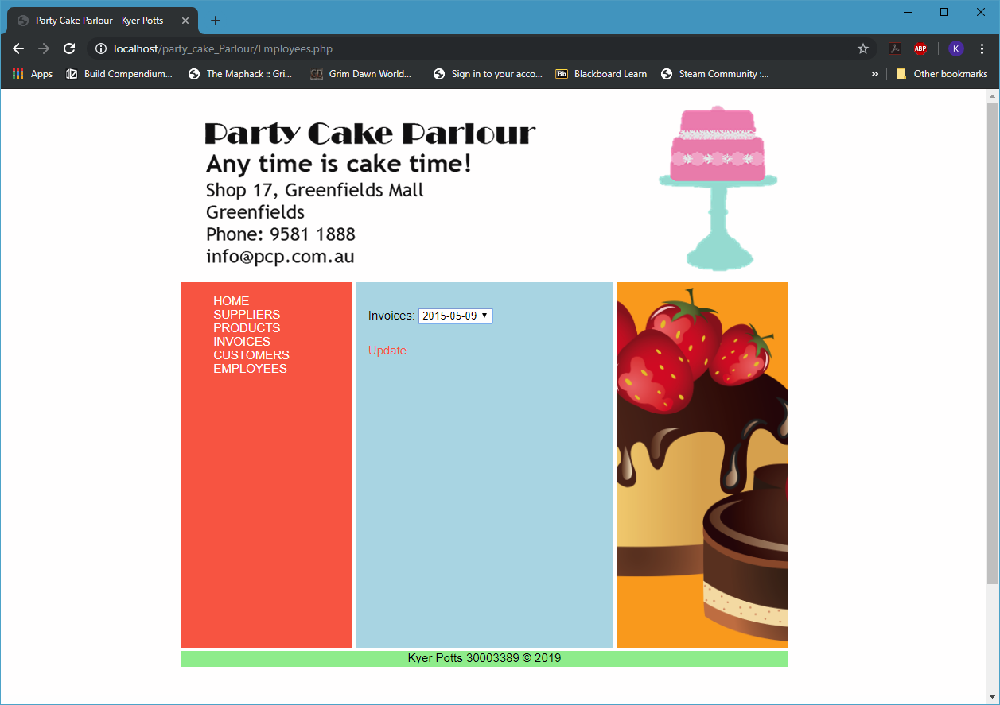 Party Cake Parlour - Kyer Potts
localhost/party_cake_Parlour/Employees.php
ABP
K
Apps
Build Compendium...
The Maphack :: Gri...
GD
Grim Dawn World...
Sign in to your acco...
Bb
Blackboard Learn
Steam Community :...
»
Other bookmarks
Party Cake Parlour
Any time is cake time!
Shop 17, Greenfields Mall
Greenfields
Phone: 9581 1888
info@pcp.com.au
HOME
SUPPLIERS
PRODUCTS
INVOICES
CUSTOMERS
EMPLOYEES
Invoices: 2015-05-09
Update
Kyer Potts 30003389 © 2019